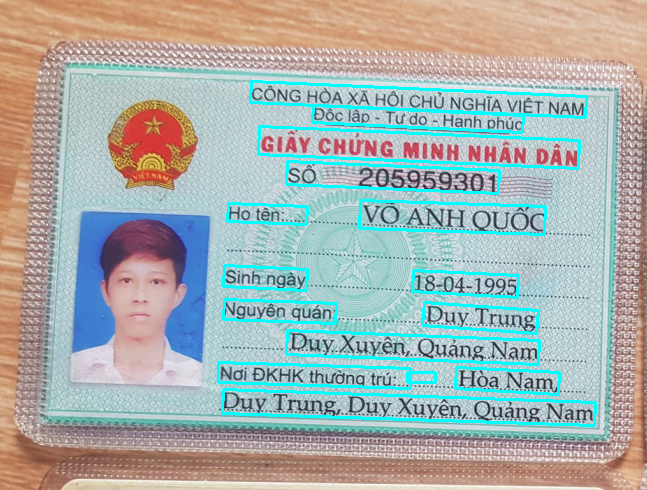 VIỆT NAM
CỘNG HÒA XÃ HỘI CHỦ NGHĨA VIỆT NAM
Độc lập - Tự do - Hạnh phúc
GIẤY CHỨNG MINH NHÂN DÂN
SỐ 205959301
Họ tên: VÕ ANH QUỐC
Sinh ngày 18-04-1995
Nguyên quán Duy Trung
Duy Xuyên, Quảng Nam
Nơi ĐKHK thường trú: Hòa Nam,
Duy Trung, Duy Xuyên, Quảng Nam